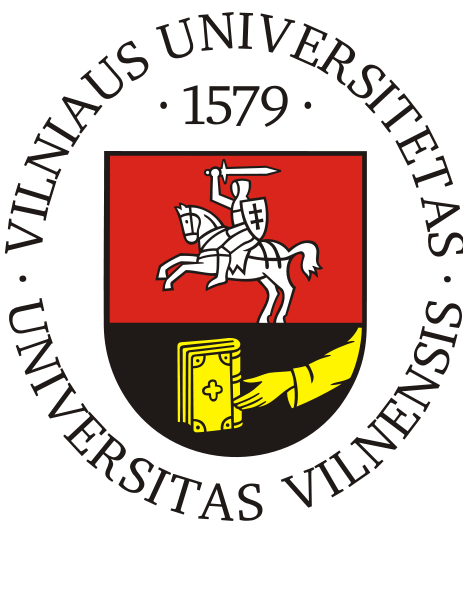 · VILNIAUS UNIVERSITETAS ·
· 1579 ·
UNIVERSITAS VILNENSIS